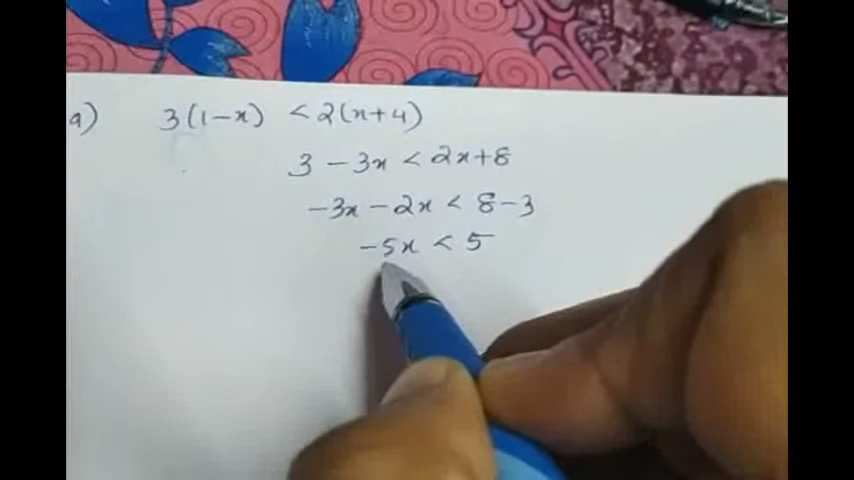 a) 3(1-x) < 2(x+4)
3 - 3x < 2x+8
-3x - 2x < 8-3
-5x < 5